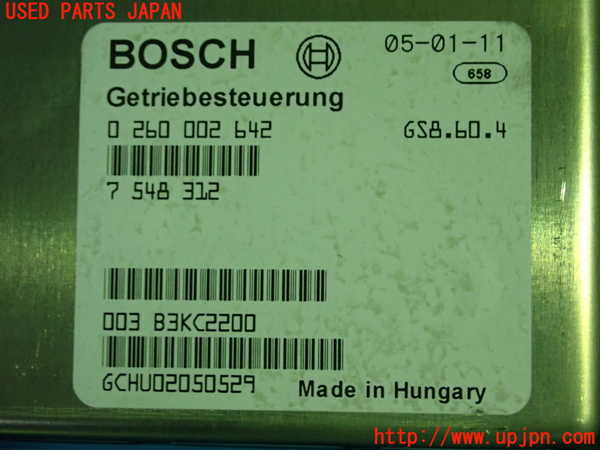 USED PARTS JAPAN
BOSCH
05-01-11
658
Getriebesteuerung
0 260 002 642
GS8.60.4
7 548 312
003 B3KC2200
GCHU02050529
Made in Hungary
http://www.upjpn.com